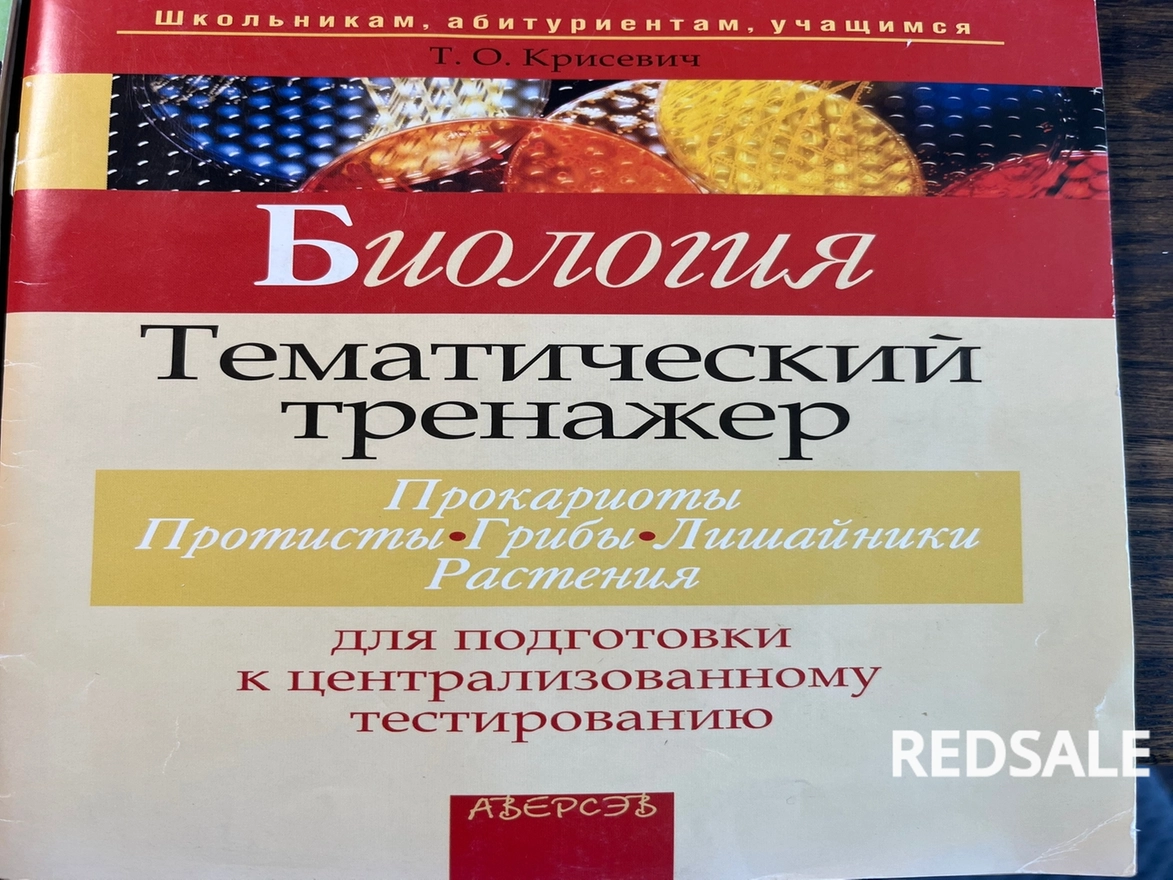 Школьникам, абитуриентам, учащимся
Т. О. Крисевич
Биология
Тематический
тренажер
Прокариоты
Протисты•Грибы•Лишайники
Растения
для подготовки
к централизованному
тестированию
REDSALE
АВЕРСЭВ